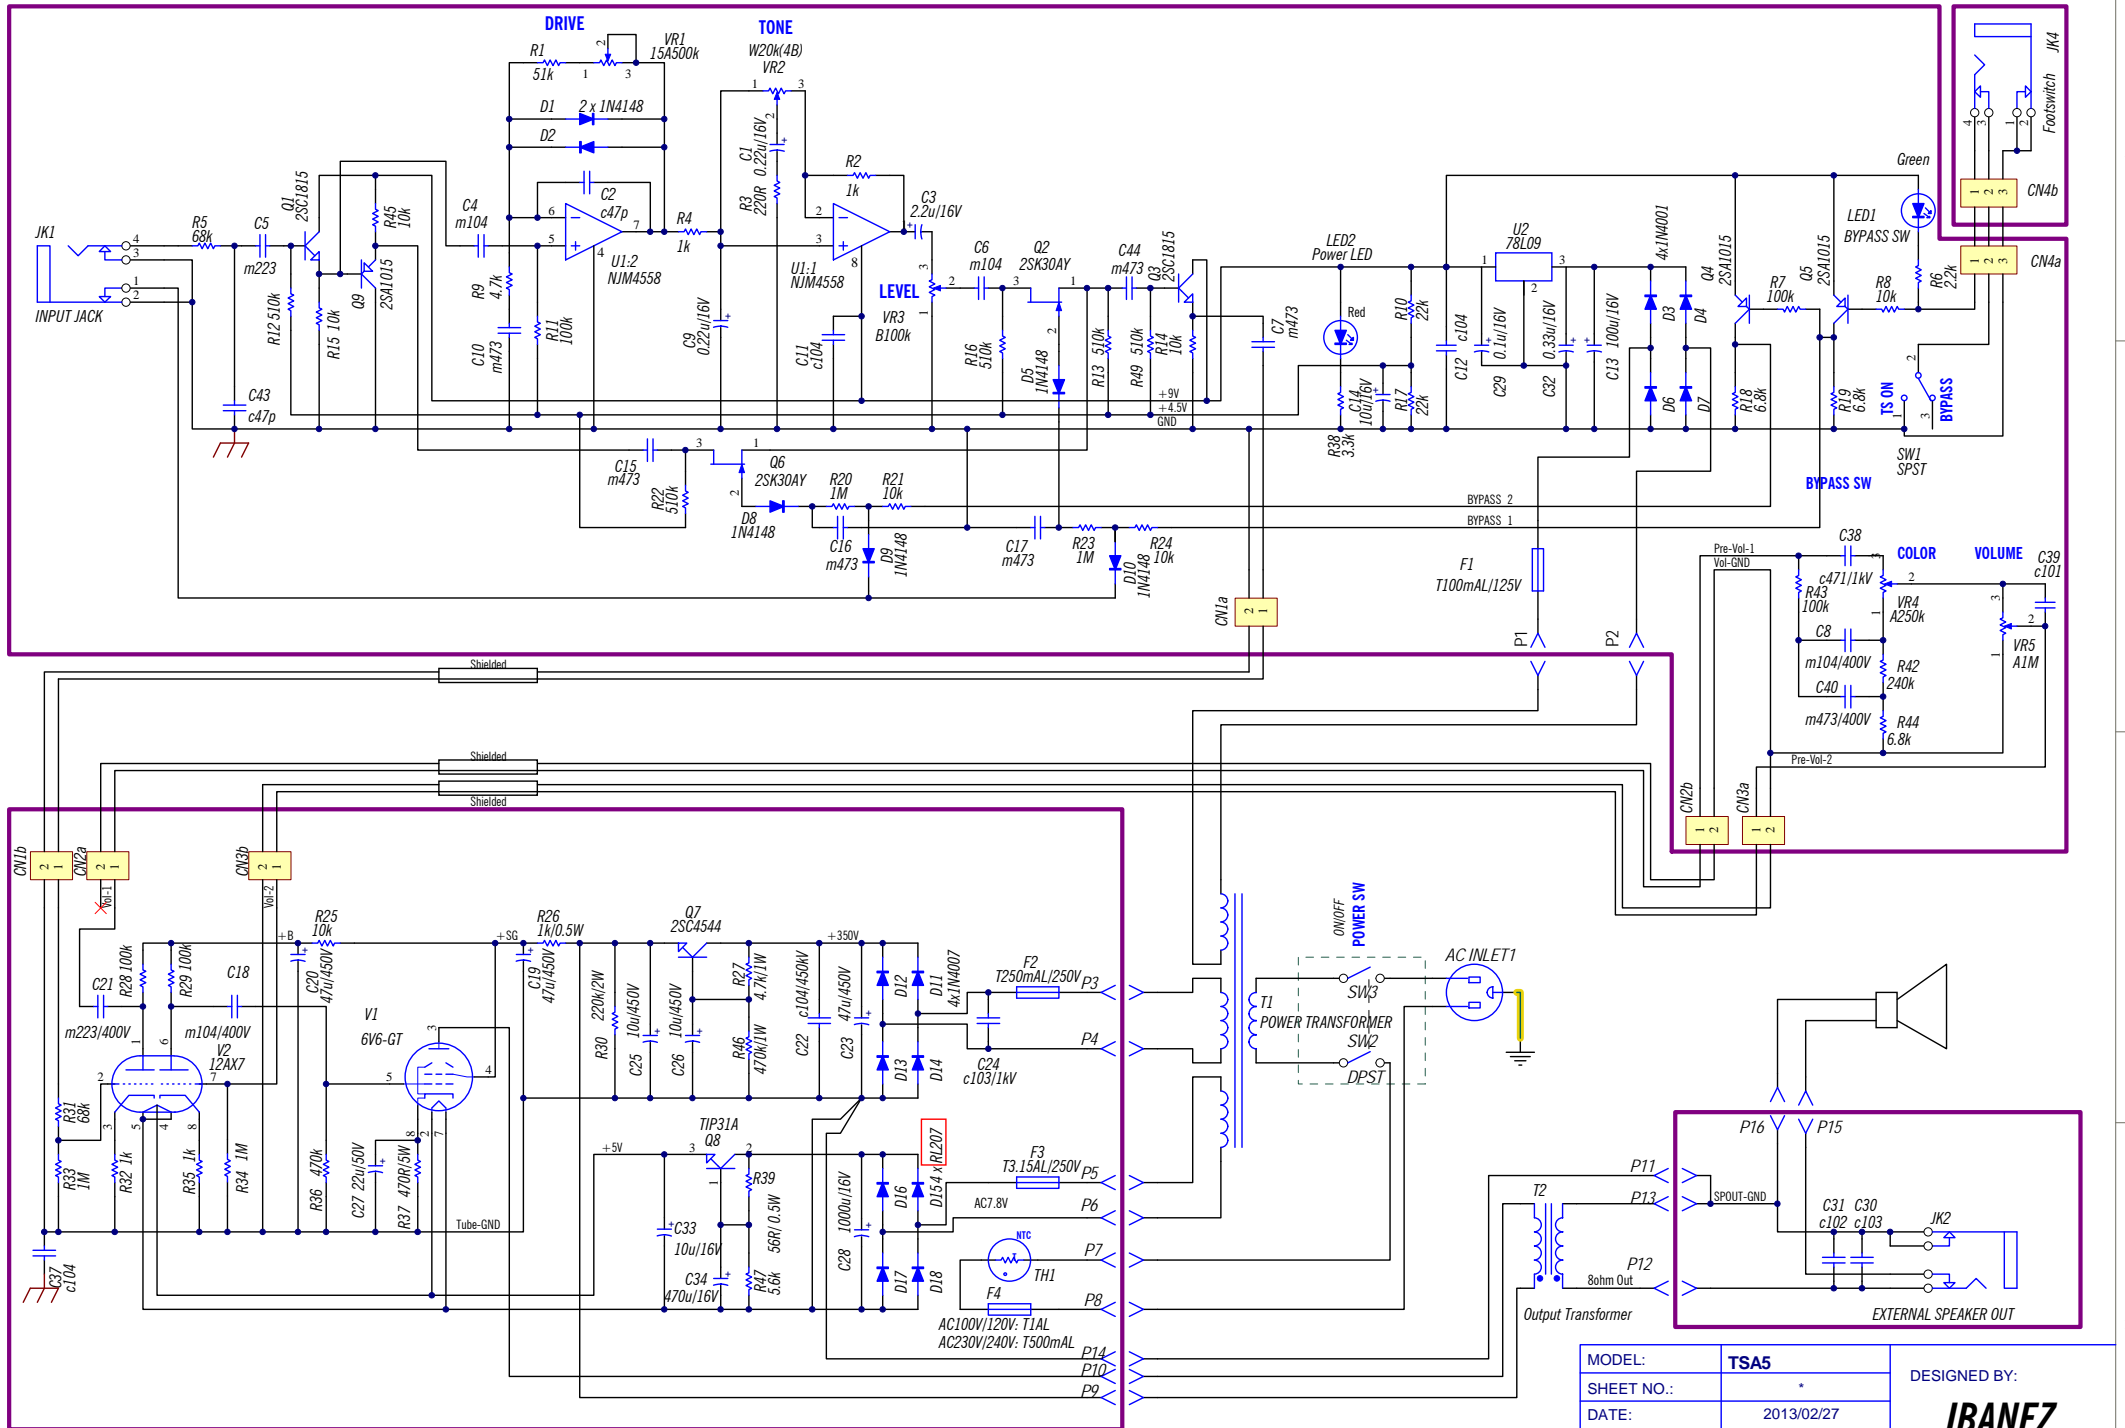 DRIVE
TONE
R1
51k
VR1
15A500k
W20k(4B)
VR2
D1
2 x 1N4148
D2
C1
0.22u/16V
R3
220R
R2
1k
C2
c47p
C3
2.2u/16V
JK1
INPUT JACK
R5
68k
C5
m223
Q1
2SC1815
R45
10k
C4
m104
Q9
2SA1015
R12 510k
R15 10k
C43
c47p
R9
4.7k
C10
m473
R11
100k
U1:2
NJM4558
R4
1k
C9
0.22u/16V
U1:1
NJM4558
C11
c104
LEVEL
VR3
B100k
C6
m104
Q2
2SK30AY
R16
510k
D5
1N4148
R13 510k
C44
m473
R49 510k
Q3
2SC1815
R14
10k
C7
m473
+9V
+4.5V
GND
LED2
Power LED
Red
R38
3.3k
C14
10u/16V
R10
22k
R17
22k
C12 c104
U2
78L09
C29 0.1u/16V
C32 0.33u/16V
C13 100u/16V
4x1N4001
D3
D4
D6
D7
Q4
2SA1015
R7
100k
Q5
2SA1015
R8
10k
R18
6.8k
R19
6.8k
Green
LED1
BYPASS SW
R6
2.2k
JK4
Footswitch
CN4b
CN4a
TS ON
BYPASS
SW1
SPST
BYPASS SW
C15
m473
R22
510k
Q6
2SK30AY
D8
1N4148
R20
1M
R21
10k
C16
m473
D9
1N4148
C17
m473
R23
1M
D10
1N4148
R24
10k
BYPASS 2
BYPASS 1
CN1a
F1
T100mAL/125V
P1
P2
Pre-Vol-1
Vol-GND
C38
c471/1kV
COLOR
VOLUME
C39
c101
R43
100k
VR4
A250k
C8
m104/400V
R42
240k
C40
m473/400V
R44
6.8k
VR5
A1M
Pre-Vol-2
CN2b
CN3a
Shielded
Shielded
Shielded
CN1b
CN2a
CN3b
Vol-1
Vol-2
C21
m223/400V
R28 100k
R29 100k
C18
m104/400V
+B
R25
10k
C20
47u/450V
V2
12AX7
V1
6V6-GT
+SG
R26
1k/0.5W
C19
47u/450V
R30 220k/2W
C25 10u/450V
C26 10u/450V
Q7
2SC4544
R27
4.7k/1W
R46
470k/1W
C22 c104/450kV
+350V
C23 47u/450V
D12
D11
4x1N4007
D13
D14
F2
T250mAL/250V
P3
P4
C24
c103/1kV
R31
68k
R33
1M
R32 1k
R35 1k
R34 1M
R36 470k
C27 22u/50V
R37 470R/5W
Tube-GND
C37
c104
+5V
TIP31A
Q8
C33
10u/16V
C34
470u/16V
R39
56R/0.5W
R47
5.6k
C28 1000u/16V
D16
D15 4 x RL207
D17
D18
F3
T3.15AL/250V
AC7.8V
P5
P6
NTC
TH1
P7
F4
P8
AC100V/120V: T1AL
AC230V/240V: T500mAL
P14
P10
P9
T1
POWER TRANSFORMER
ON/OFF
POWER SW
SW3
SW2
DPST
AC INLET1
P16
P15
P11
P13
P12
SPOUT-GND
8ohm Out
T2
Output Transformer
C31
c102
C30
c103
JK2
EXTERNAL SPEAKER OUT
MODEL:
TSA5
SHEET NO.:
*
DATE:
2013/02/27
DESIGNED BY:
IBANEZ